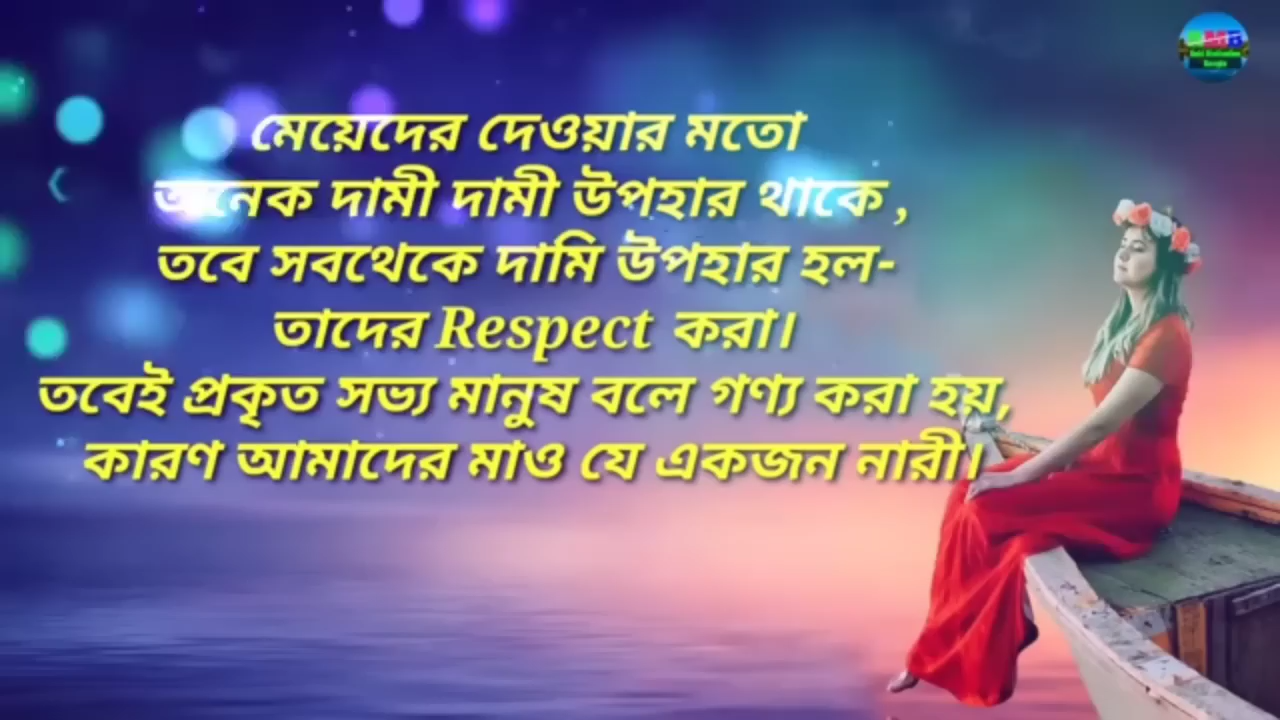 মেয়েদের দেওয়ার মতো
অনেক দামী দামী উপহার থাকে ,
তবে সবথেকে দামি উপহার হল-
তাদের Respect করা।
তবেই প্রকৃত সভ্য মানুষ বলে গণ্য করা হয়,
কারণ আমাদের মাও যে একজন নারী।